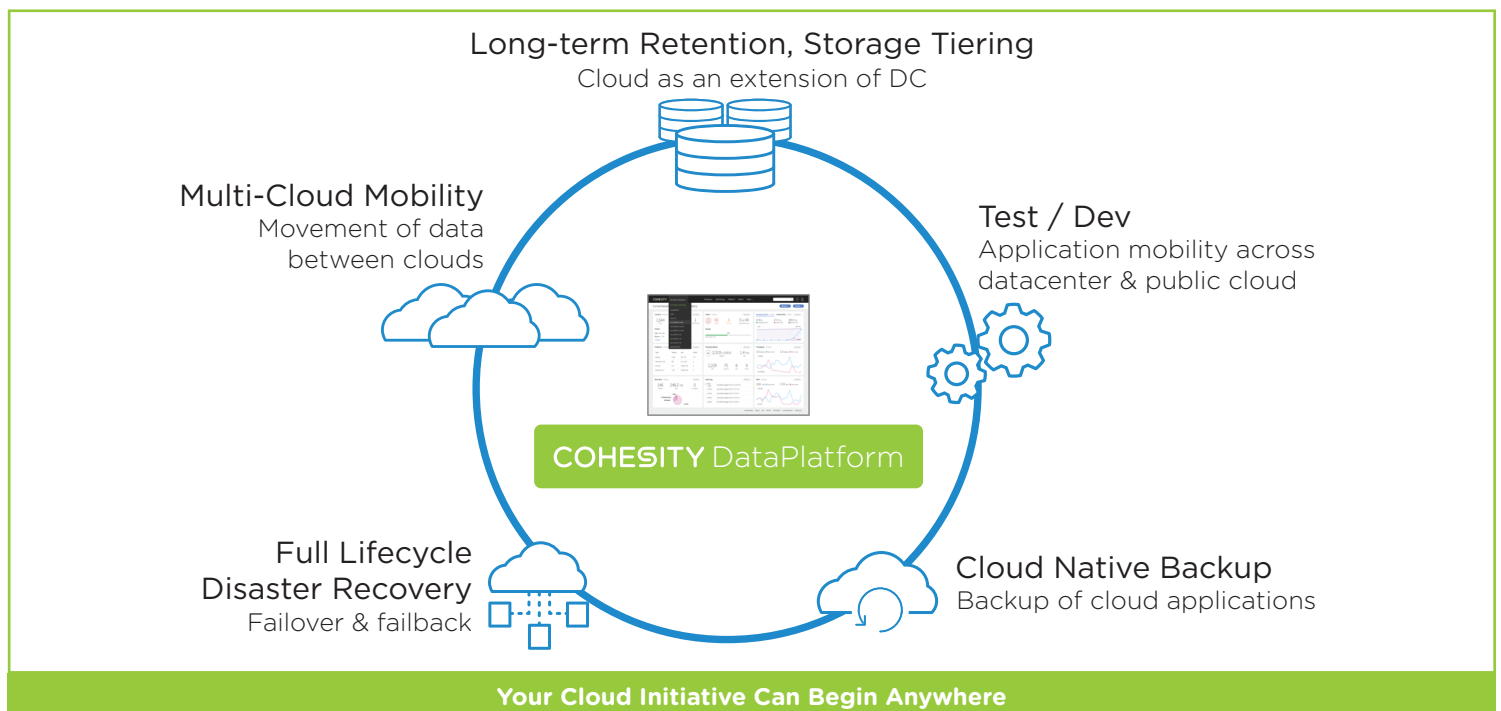 Long-term Retention, Storage Tiering
Cloud as an extension of DC
Multi-Cloud Mobility
Movement of data
between clouds
Test / Dev
Application mobility across
datacenter & public cloud
COHESITY
COHESITY DataPlatform
Full Lifecycle
Disaster Recovery
Failover & failback
Cloud Native Backup
Backup of cloud applications
Your Cloud Initiative Can Begin Anywhere